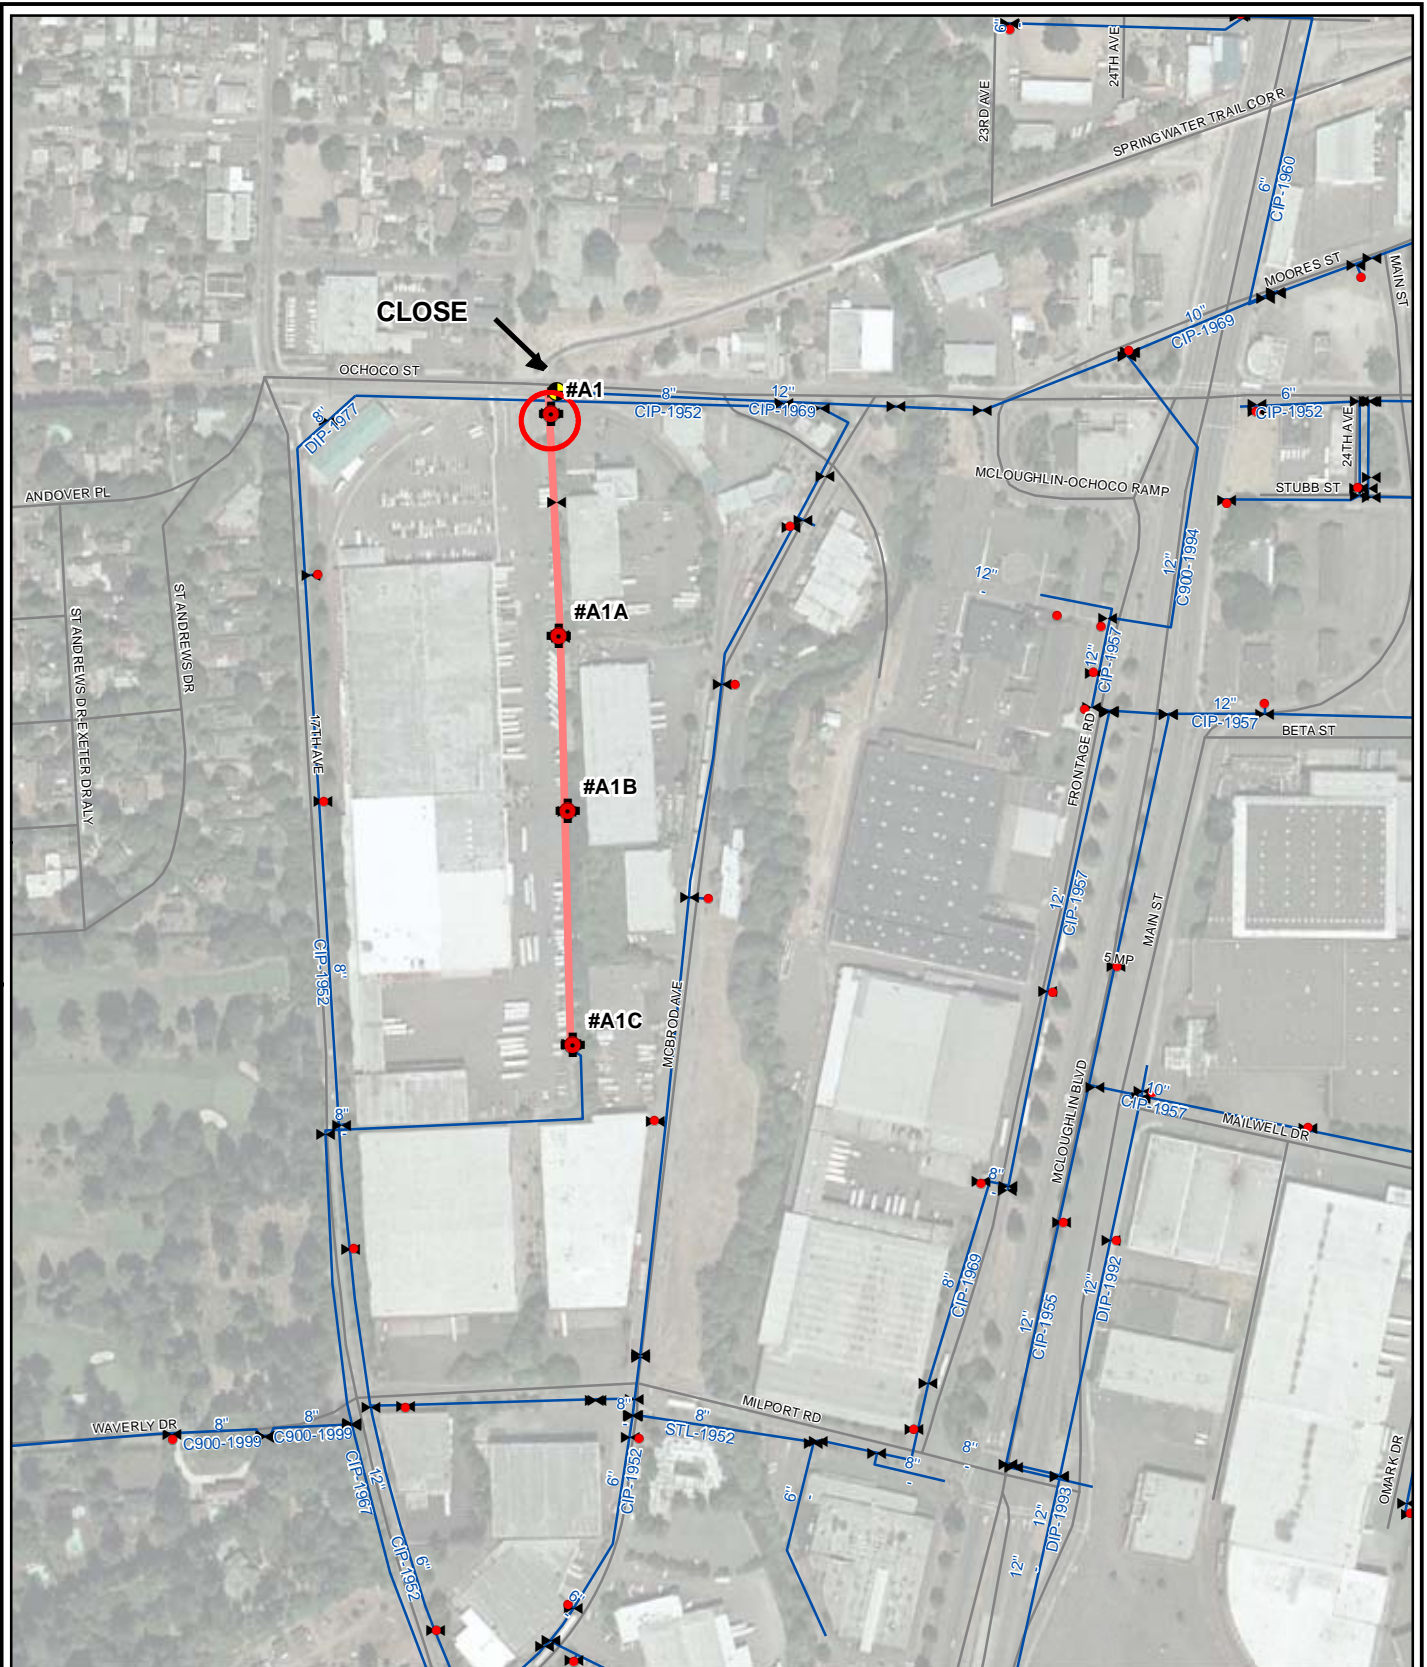 6"
24TH AVE
23RD AVE
SPRINGWATER TRAIL CORR
6"
CIP-1960
MOORES ST
MAIN ST
CLOSE
10"
CIP-1969
OCHOCO ST
#A1
8"
CIP-1952
12"
CIP-1969
6"
CIP-1952
8"
DIP-1977
24TH AVE
ANDOVER PL
MCLOUGHLIN-OCHOCO RAMP
STUBB ST
12"
C900-1994
12"
-
#A1A
ST ANDREWS DR
ST ANDREWS DR-EXETER DR ALY
12"
CIP-1957
17TH AVE
12"
CIP-1957
BETA ST
FRONTAGE RD
#A1B
12"
CIP-1957
MAIN ST
8"
CIP-1952
5 MP
MCBROD AVE
#A1C
MCLOUGHLIN BLVD
10"
CIP-1957
MAILWELL DR
8"
-
8"
-
8"
CIP-1969
12"
DIP-1992
12"
CIP-1955
WAVERLY DR
8"
C900-1999
8"
C900-1999
8"
-
8"
STL-1952
MILPORT RD
8"
-
8"
-
CIP-1967
12"
6"
CIP-1952
6"
-
12"
DIP-1993
OMARK DR
6"
CIP-1952
12"
-
6"